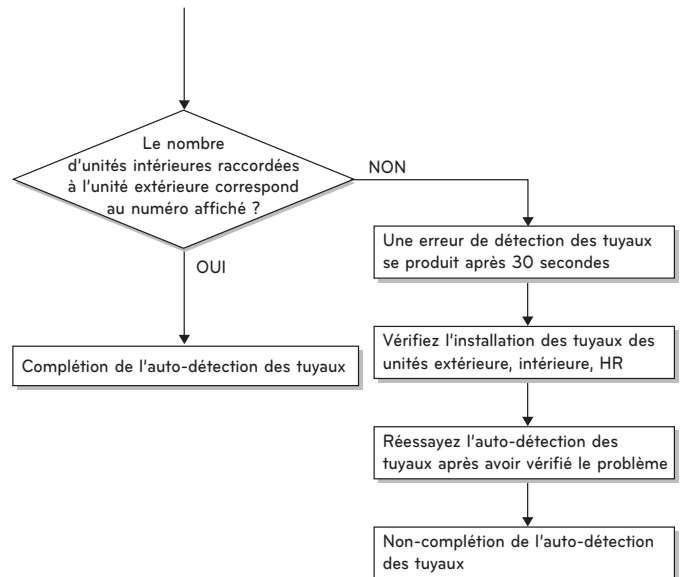 Le nombre
d'unités intérieures raccordées
à l'unité extérieure correspond
au numéro affiché ?
NON
OUI
Une erreur de détection des tuyaux
se produit après 30 secondes
Complétion de l'auto-détection des tuyaux
Vérifiez l'installation des tuyaux des
unités extérieure, intérieure, HR
Réessayez l'auto-détection des
tuyaux après avoir vérifié le problème
Non-complétion de l'auto-détection
des tuyaux